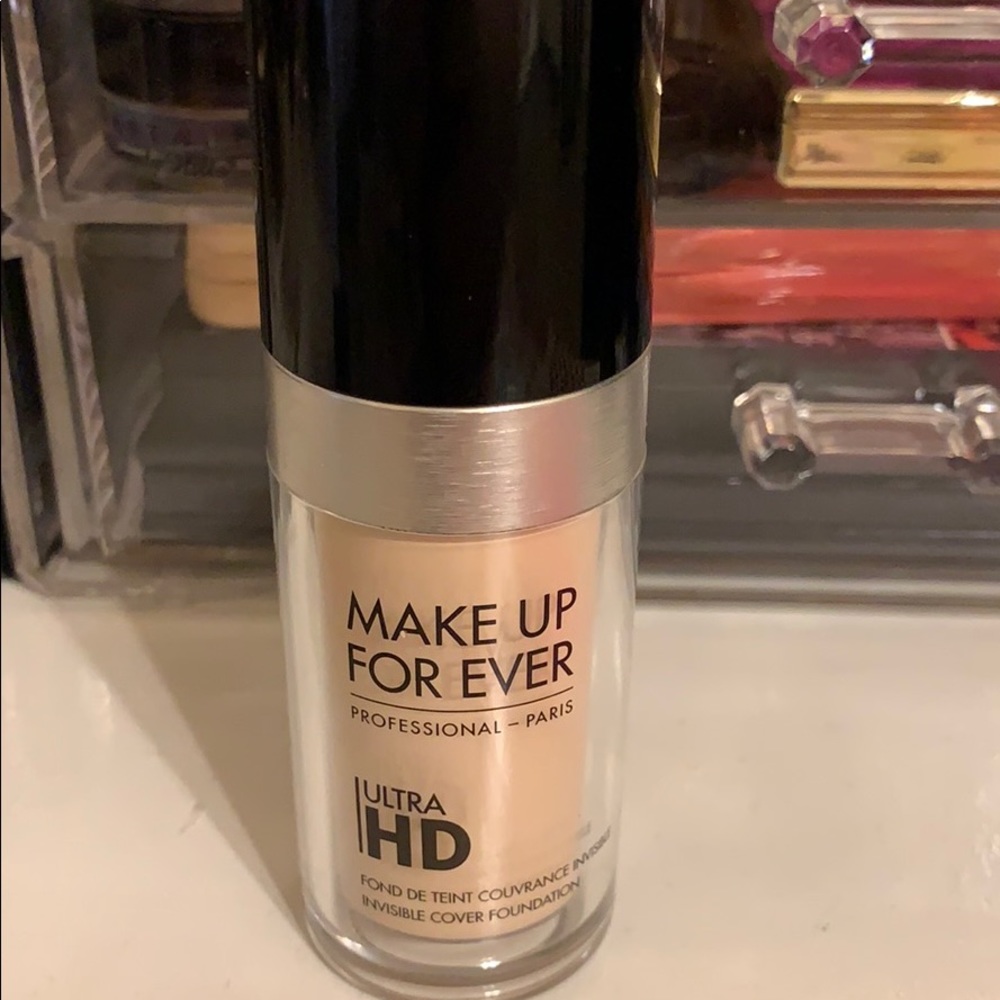 MAKE UP
FOR EVER
PROFESSIONAL – PARIS
ULTRA
HD
FOND DE TEINT COUVRANCE INVISIBLE
INVISIBLE COVER FOUNDATION